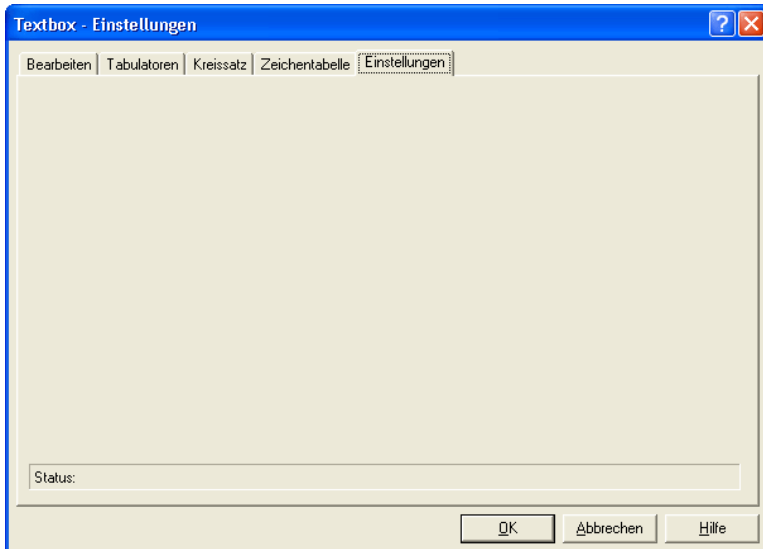 Textbox - Einstellungen
Bearbeiten Tabulatoren Kreissatz Zeichentabelle Einstellungen
Status:
OK Abbrechen Hilfe